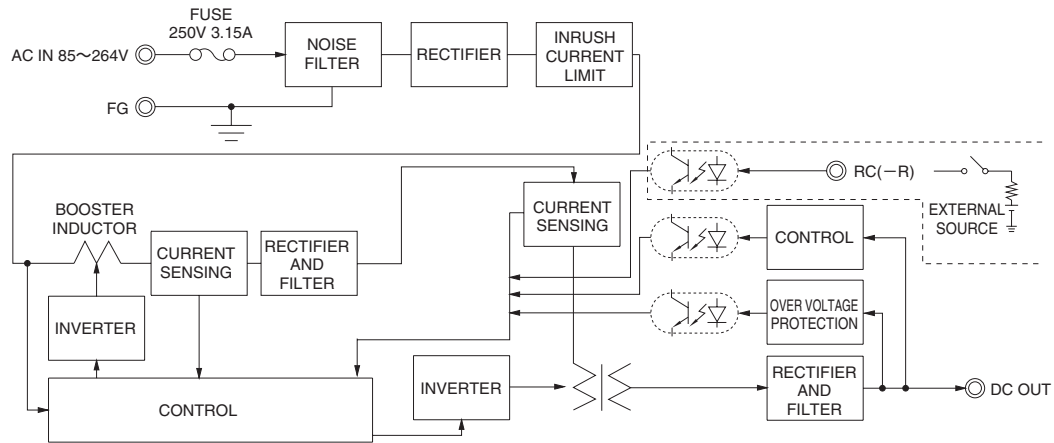 FUSE
250V 3.15A
AC IN 85～264V
NOISE
FILTER
RECTIFIER
INRUSH
CURRENT
LIMIT
FG
RC(－R)
EXTERNAL
SOURCE
BOOSTER
INDUCTOR
CURRENT
SENSING
RECTIFIER
AND
FILTER
CURRENT
SENSING
CONTROL
INVERTER
OVER VOLTAGE
PROTECTION
CONTROL
INVERTER
RECTIFIER
AND
FILTER
DC OUT